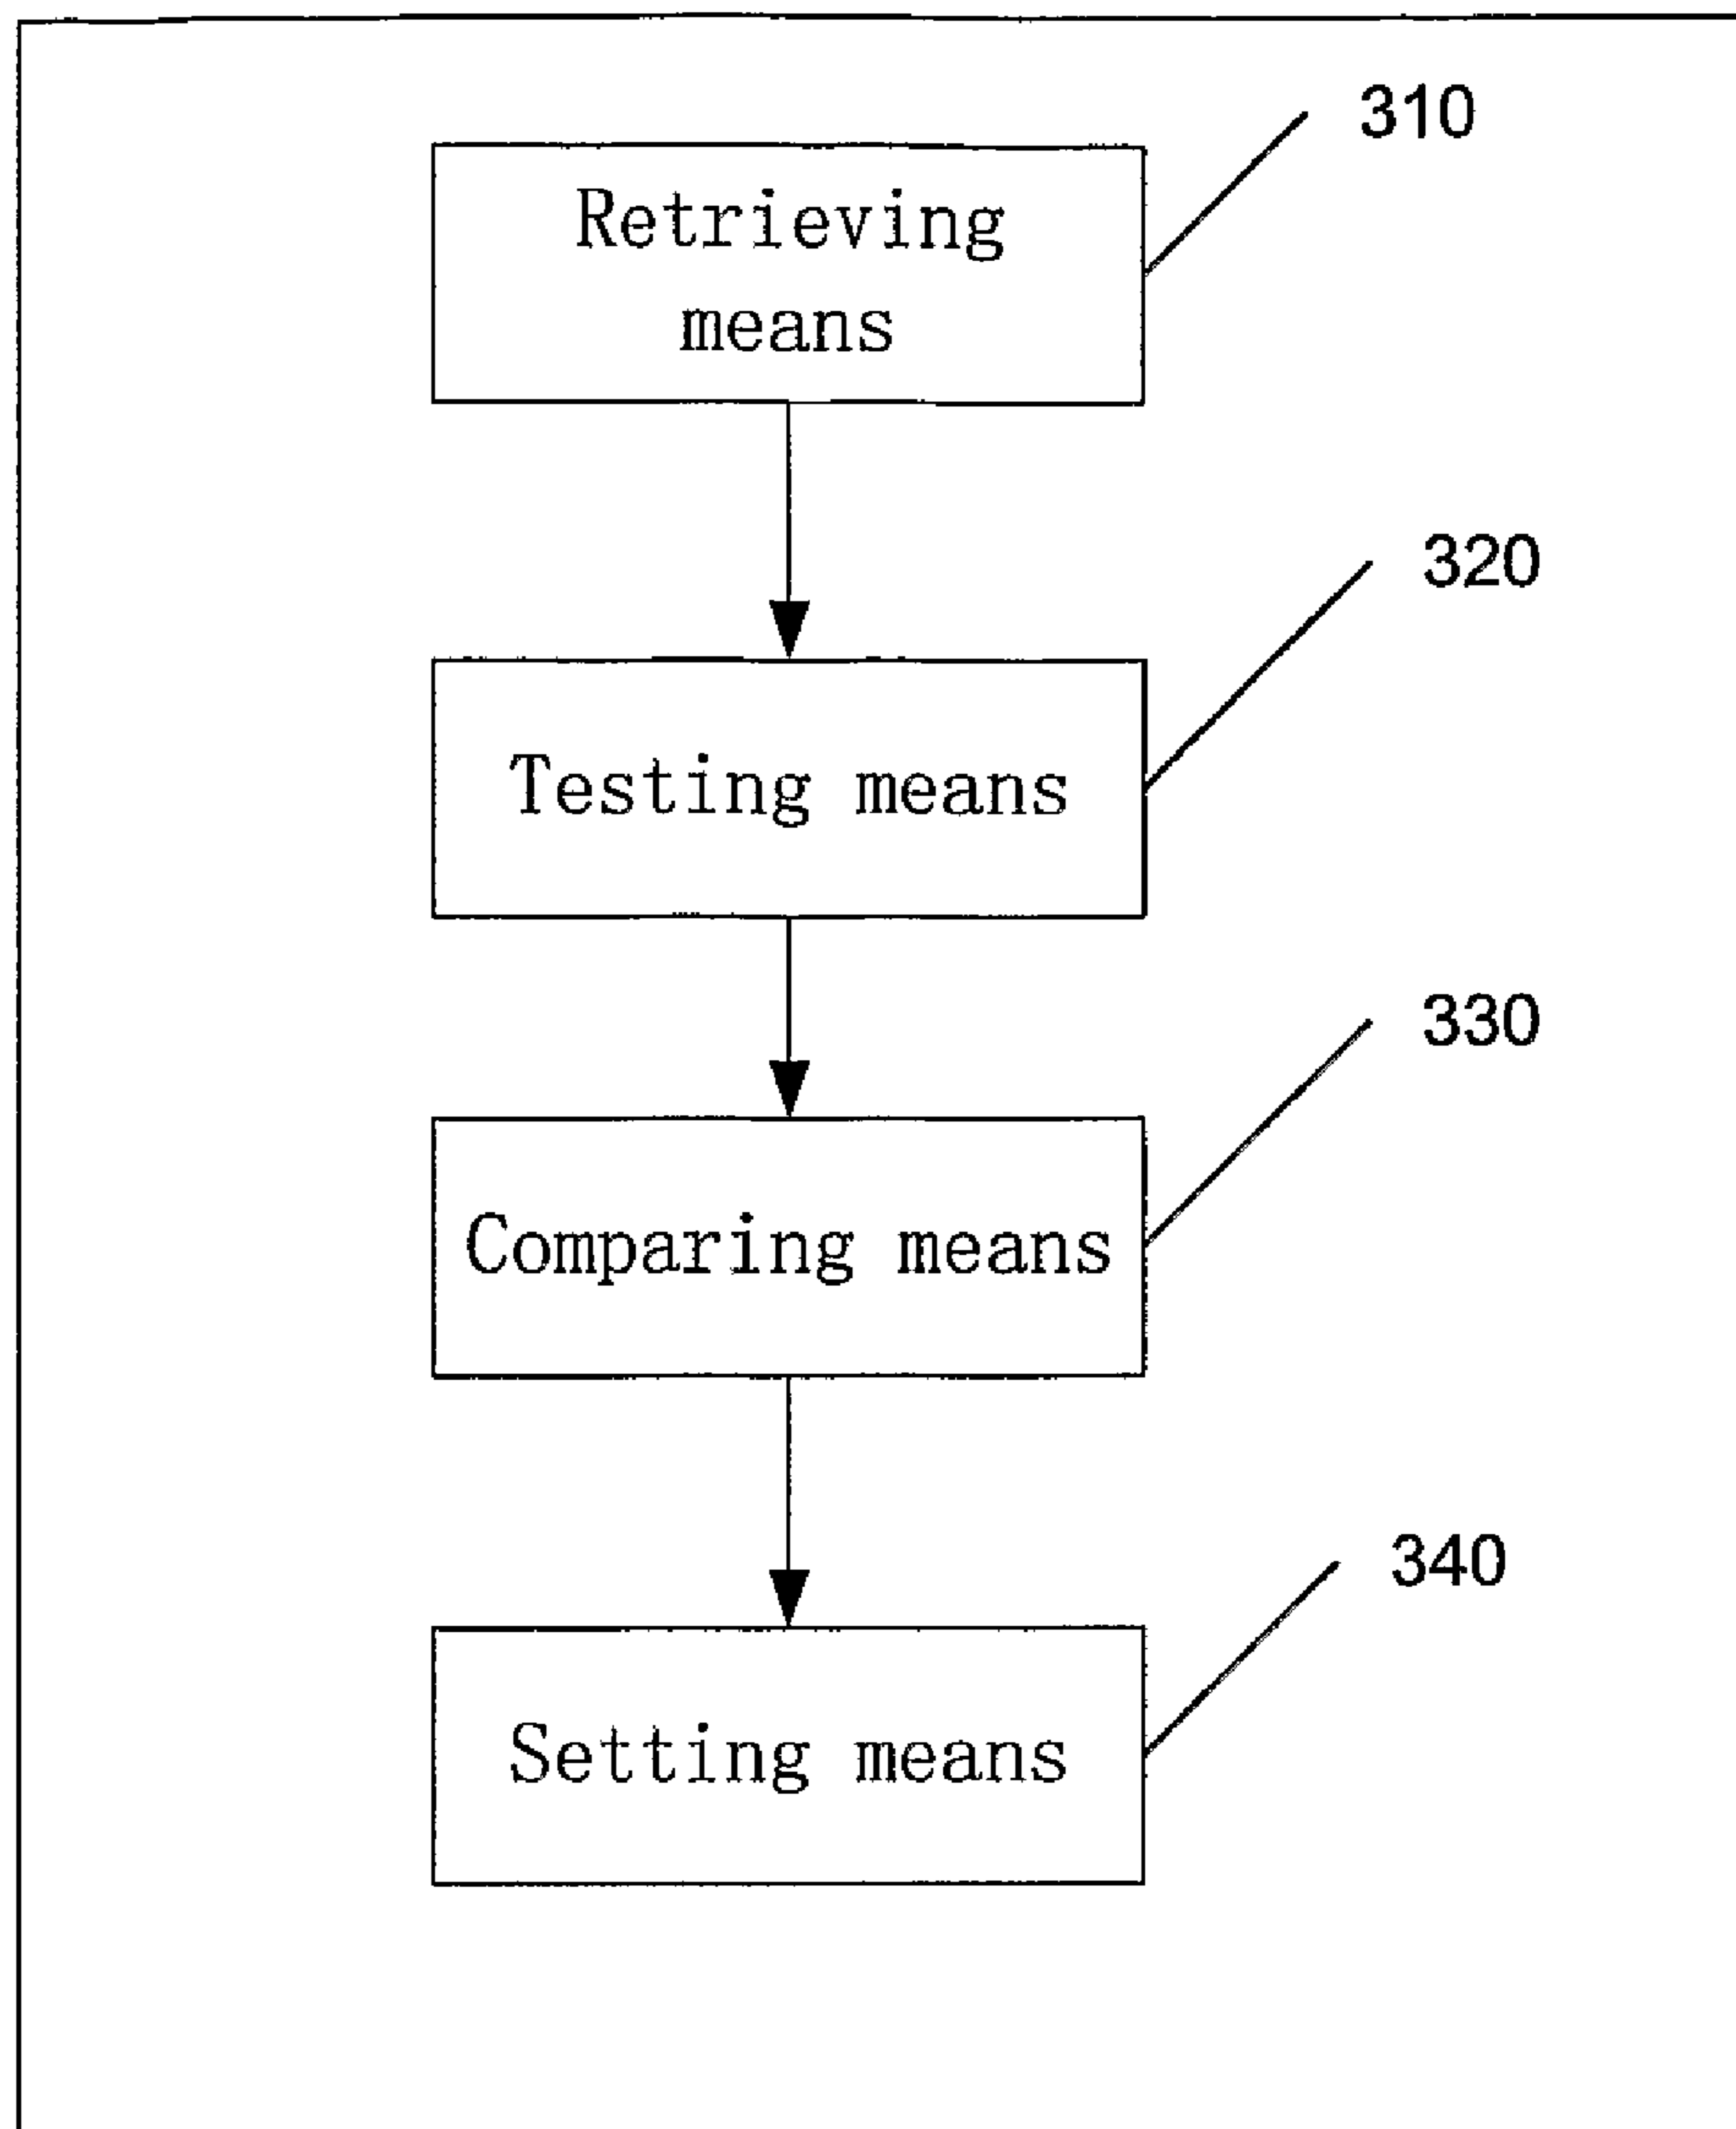 310
Retrieving
means
320
Testing means
330
Comparing means
340
Setting means